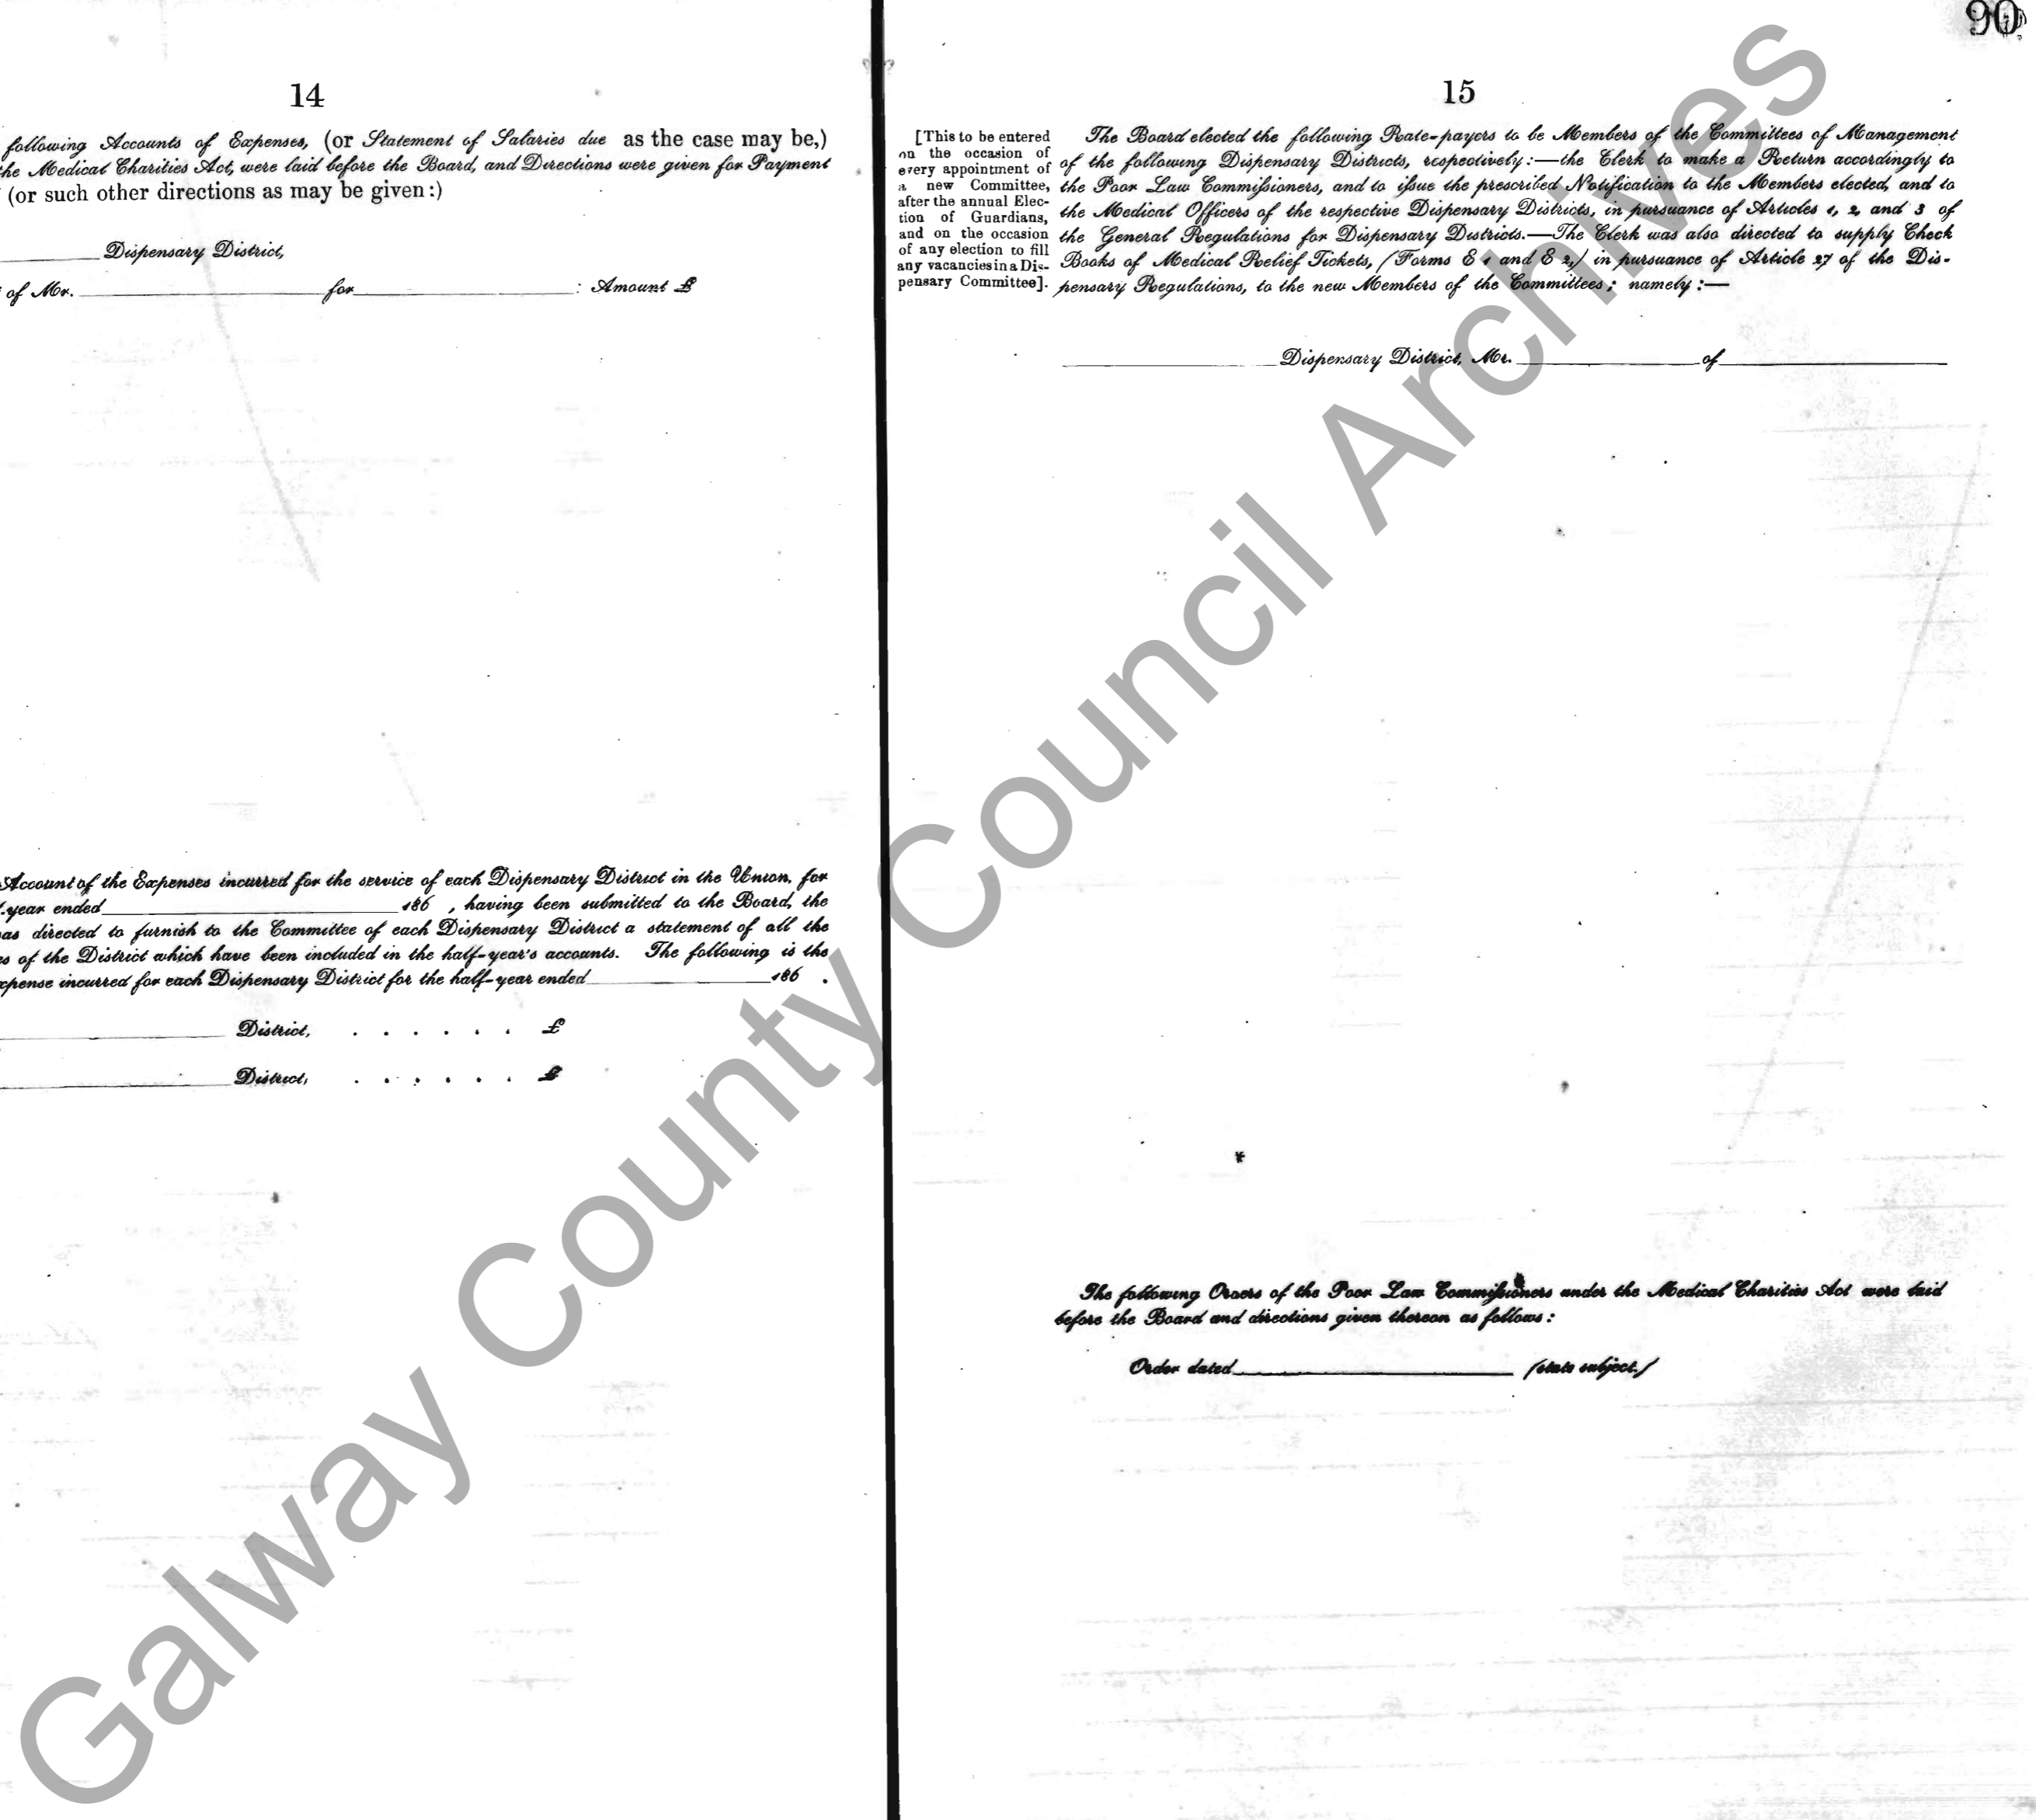 90
14
following Accounts of Expenses, (or Statement of Salaries due as the case may be,)
the Medical Charities Act, were laid before the Board, and Directions were given for Payment
(or such other directions as may be given:)
Dispensary District,
of Mr. for : Amount £
Account of the Expenses incurred for the service of each Dispensary District in the Union, for
year ended 186 , having been submitted to the Board, the
as directed to furnish to the Committee of each Dispensary District a statement of all the
s of the District which have been included in the half-year's accounts. The following is the
xpense incurred for each Dispensary District for the half-year ended 186 .
District, . . . . . . £
District, . . . . . . £
15
[This to be entered
on the occasion of
every appointment of
a new Committee,
after the annual Elec-
tion of Guardians,
and on the occasion
of any election to fill
any vacancies in a Dis-
pensary Committee].
The Board elected the following Rate-payers to be Members of the Committees of Management
of the following Dispensary Districts, respectively:—the Clerk to make a Return accordingly to
the Poor Law Commissioners, and to issue the prescribed Notification to the Members elected, and to
the Medical Officers of the respective Dispensary Districts, in pursuance of Articles 1, 2, and 3 of
the General Regulations for Dispensary Districts.—The Clerk was also directed to supply Check
Books of Medical Relief Tickets, (Forms E 1 and E 2,) in pursuance of Article 27 of the Dis-
pensary Regulations, to the new Members of the Committees; namely:—
Dispensary District, Mr. of
The following Orders of the Poor Law Commissioners under the Medical Charities Act were laid
before the Board and directions given thereon as follows:
Order dated (state subject.)
Galway County Council Archives